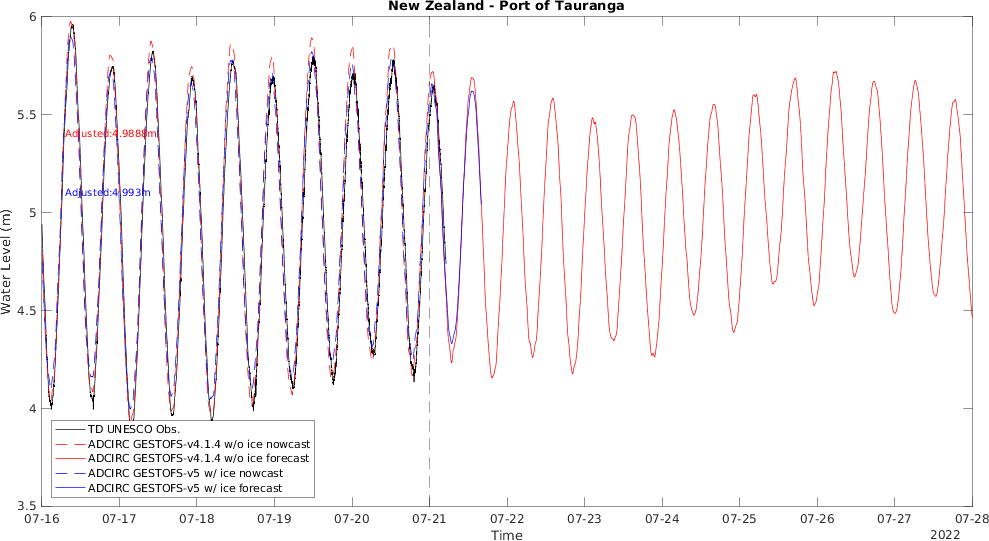 New Zealand - Port of Tauranga
Water Level (m)
6
5.5
5
4.5
4
3.5
Adjusted:4.9888m
Adjusted:4.993m
TD UNESCO Obs.
ADCIRC GESTOFS-v4.1.4 w/o ice nowcast
ADCIRC GESTOFS-v4.1.4 w/o ice forecast
ADCIRC GESTOFS-v5 w/ ice nowcast
ADCIRC GESTOFS-v5 w/ ice forecast
07-16 07-17 07-18 07-19 07-20 07-21 07-22 07-23 07-24 07-25 07-26 07-27 07-28
Time
2022